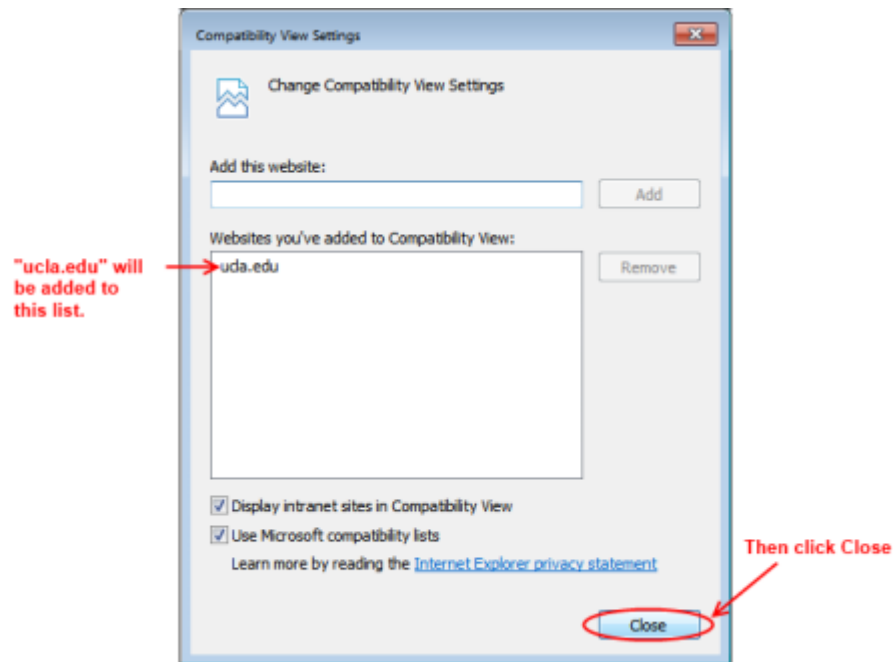 Compatibility View Settings
Change Compatibility View Settings
Add this website:
Add
Websites you've added to Compatibility View:
"ucla.edu" will
be added to
this list.
ucla.edu
Remove
Display intranet sites in Compatibility View
Use Microsoft compatibility lists
Learn more by reading the Internet Explorer privacy statement
Then click Close
Close